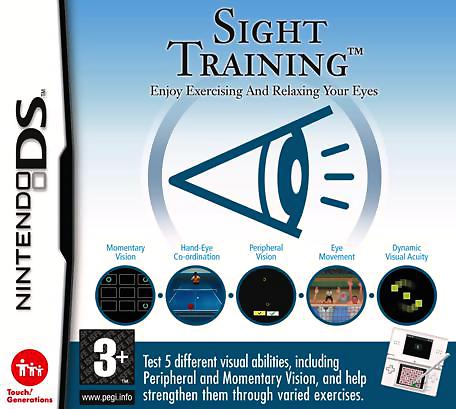 SIGHT
TRAINING™
Enjoy Exercising And Relaxing Your Eyes
NINTENDO DS™
Momentary
Vision
Hand-Eye
Co-ordination
Peripheral
Vision
Eye
Movement
Dynamic
Visual Acuity
3+
™
www.pegi.info
Test 5 different visual abilities, including
Peripheral and Momentary Vision, and help
strengthen them through varied exercises.
Touch!
Generations